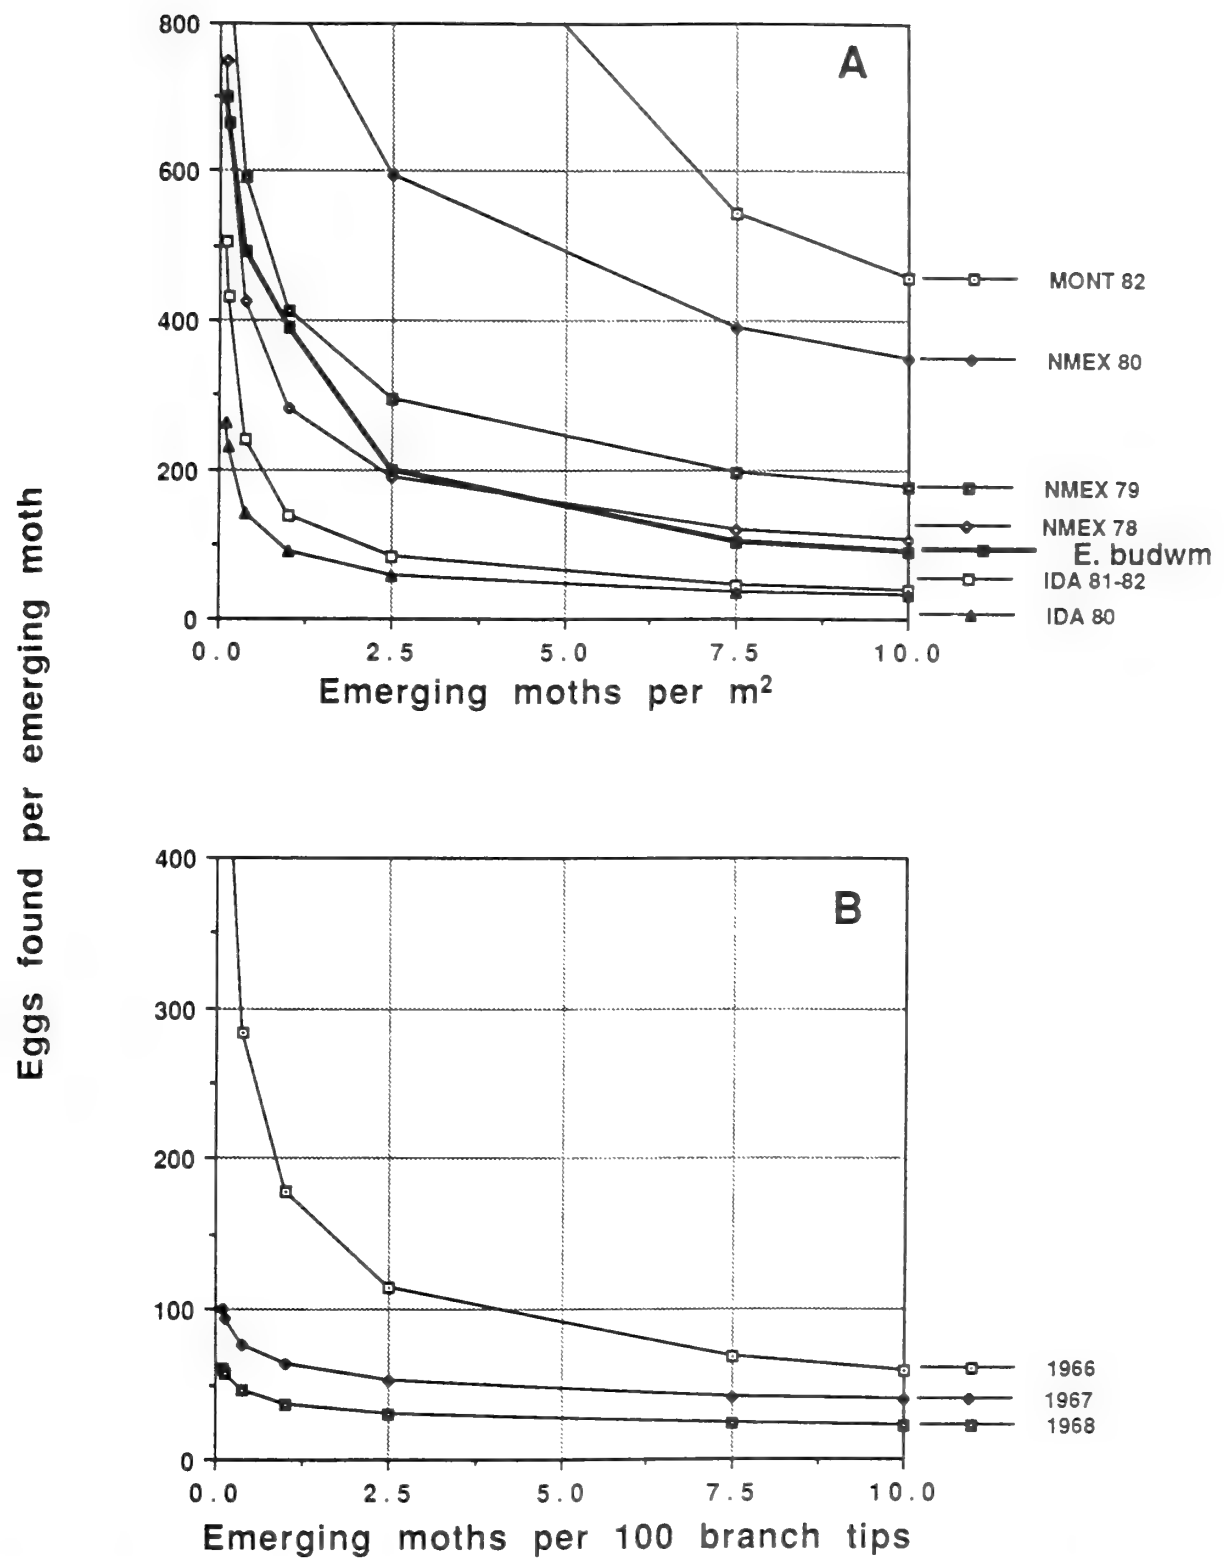 Eggs found per emerging moth
A
800
600
400
200
0
0.0 2.5 5.0 7.5 10.0
Emerging moths per m²
MONT 82
NMEX 80
NMEX 79
NMEX 78
E. budwm
IDA 81-82
IDA 80
B
400
300
200
100
0
0.0 2.5 5.0 7.5 10.0
Emerging moths per 100 branch tips
1966
1967
1968